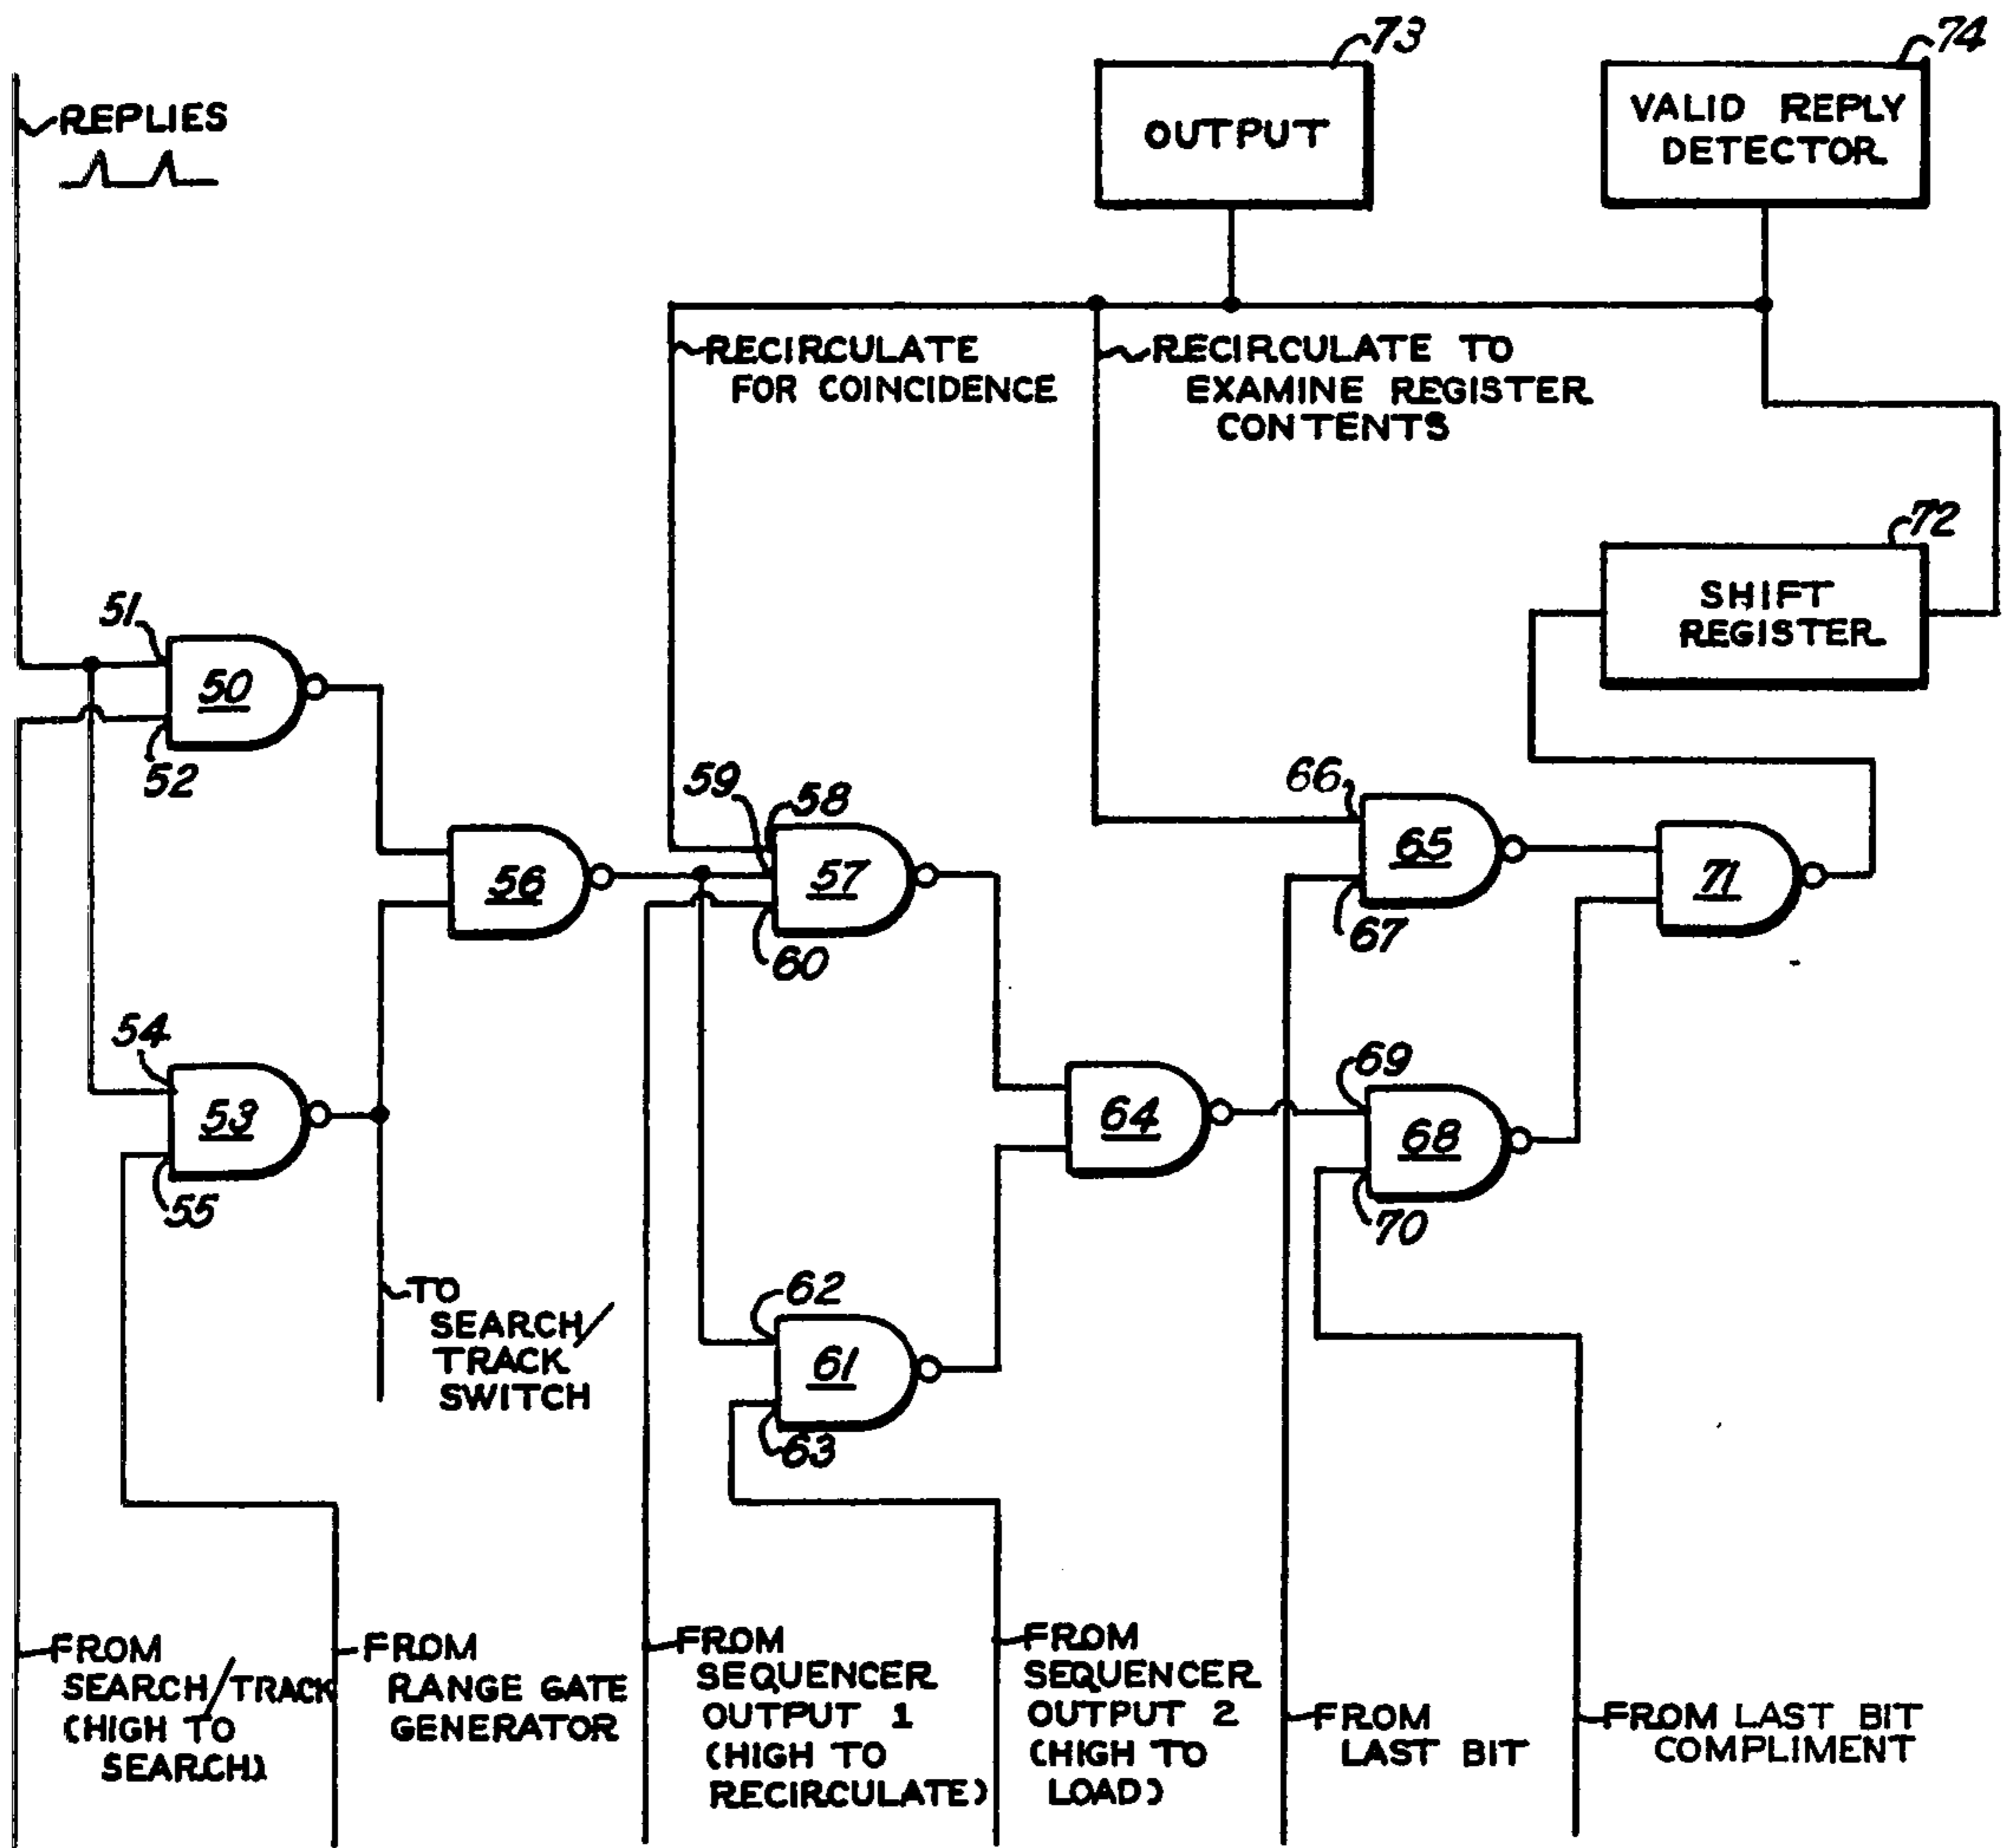 73
74
REPLIES
OUTPUT
VALID REPLY
DETECTOR
RECIRCULATE
FOR COINCIDENCE
RECIRCULATE TO
EXAMINE REGISTER
CONTENTS
72
SHIFT
REGISTER
51
50
52
59
58
57
60
66
65
67
71
56
54
53
55
64
69
68
70
62
61
63
TO
SEARCH/
TRACK
SWITCH
FROM
SEARCH/TRACK
(HIGH TO
SEARCH)
FROM
RANGE GATE
GENERATOR
FROM
SEQUENCER
OUTPUT 1
(HIGH TO
RECIRCULATE)
FROM
SEQUENCER
OUTPUT 2
(HIGH TO
LOAD)
FROM
LAST BIT
FROM LAST BIT
COMPLIMENT